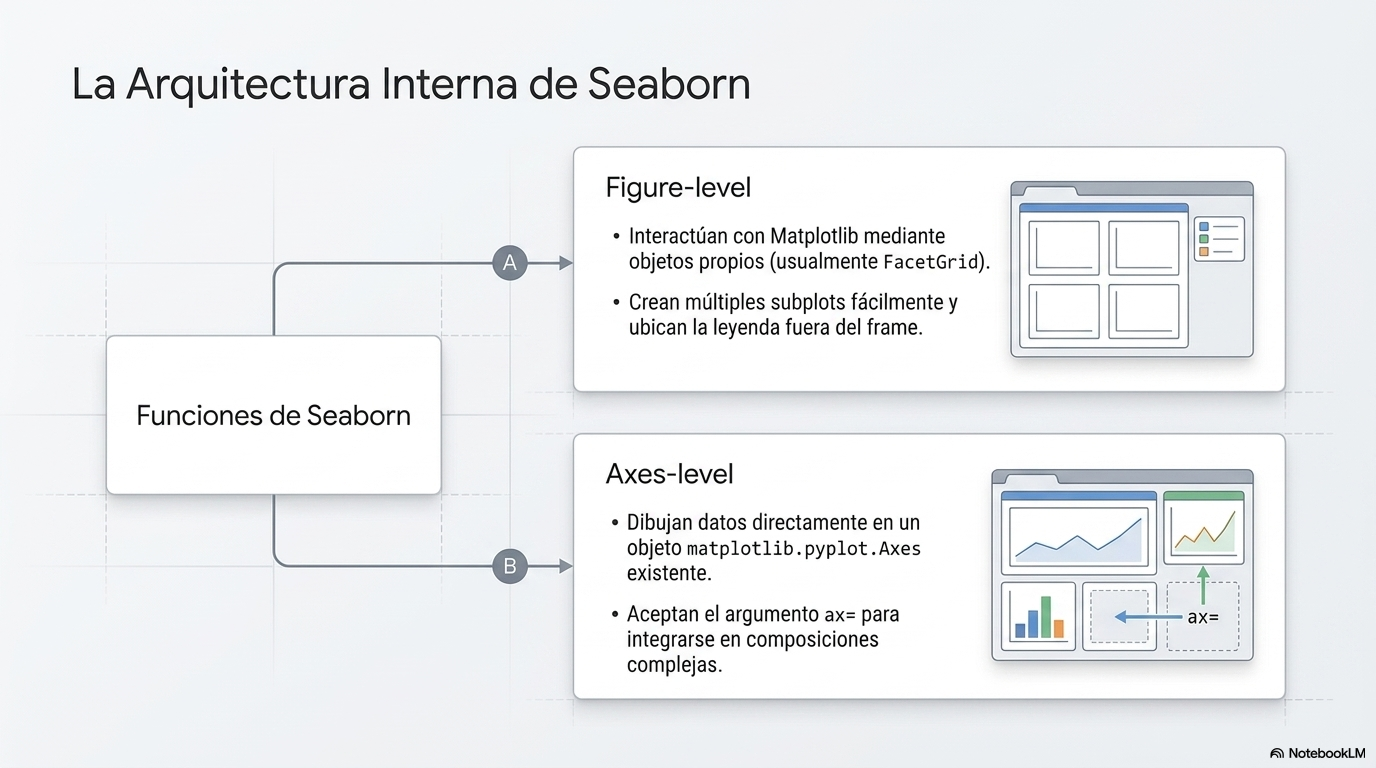 La Arquitectura Interna de Seaborn
Funciones de Seaborn
A
Figure-level
• Interactúan con Matplotlib mediante
objetos propios (usualmente FacetGrid).
• Crean múltiples subplots fácilmente y
ubican la leyenda fuera del frame.
B
Axes-level
• Dibujan datos directamente en un
objeto matplotlib.pyplot.Axes
existente.
• Aceptan el argumento ax= para
integrarse en composiciones
complejas.
ax=
NotebookLM